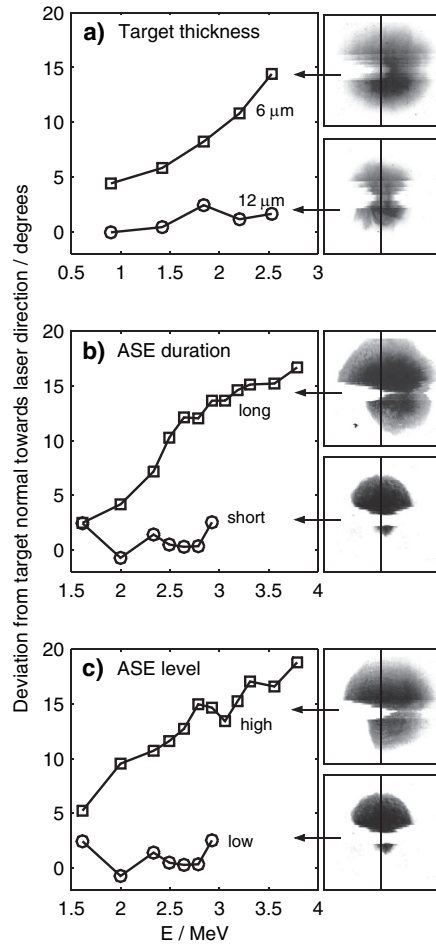 Deviation from target normal towards laser direction / degrees
20
a) Target thickness
15
6 μm
10
5
12 μm
0
0.5 1 1.5 2 2.5 3
20
b) ASE duration
15
long
10
5
short
0
1.5 2 2.5 3 3.5 4
20
c) ASE level
15
high
10
5
low
0
1.5 2 2.5 3 3.5 4
E / MeV